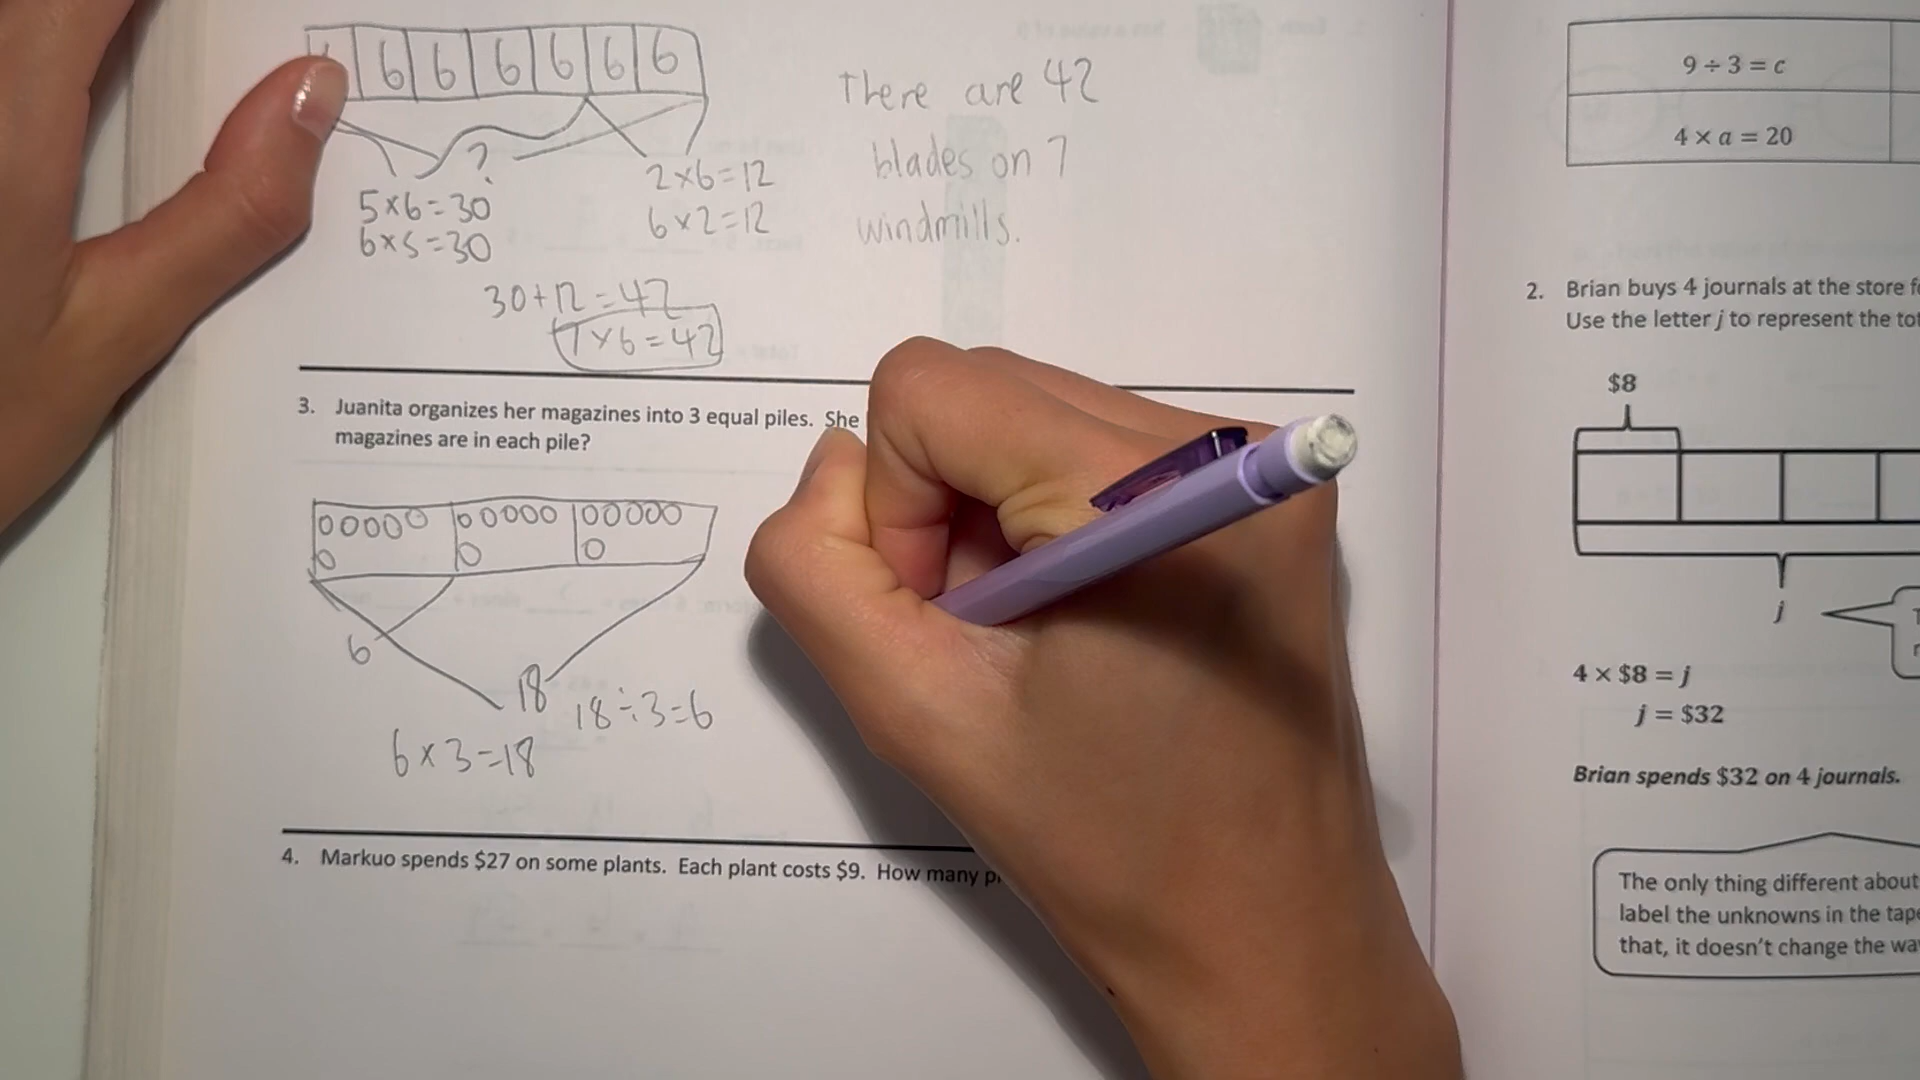 6 6 6 6 6 6
?
5×6=30
6×5=30
2×6=12
6×2=12
30+12=42
7×6=42
There are 42
blades on 7
windmills.
3. Juanita organizes her magazines into 3 equal piles. She
magazines are in each pile?
6
18
18÷3=6
6×3=18
4. Markuo spends $27 on some plants. Each plant costs $9. How many
9 ÷ 3 = c
4 × a = 20
2. Brian buys 4 journals at the store
Use the letter j to represent the
$8
j
4 × $8 = j
j = $32
Brian spends $32 on 4 journals.
The only thing different about
label the unknowns in the
that, it doesn't change the